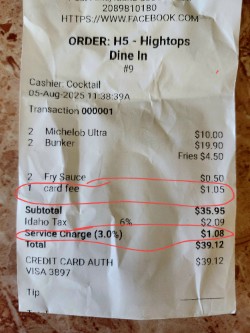 2089810180
HTTPS://WWW.FACEBOOK.COM
ORDER: H5 - Hightops
Dine In
#9
Cashier: Cocktail
05-Aug-2025 11:38:39A
Transaction 000001
2 Michelob Ultra $10.00
2 Bunker $19.90
Fries $4.50
2 Fry Sauce $0.50
1 card fee $1.05
Subtotal $35.95
Idaho Tax 6% $2.09
Service Charge (3.0%) $1.08
Total $39.12
CREDIT CARD AUTH $39.12
VISA 3897
Tip